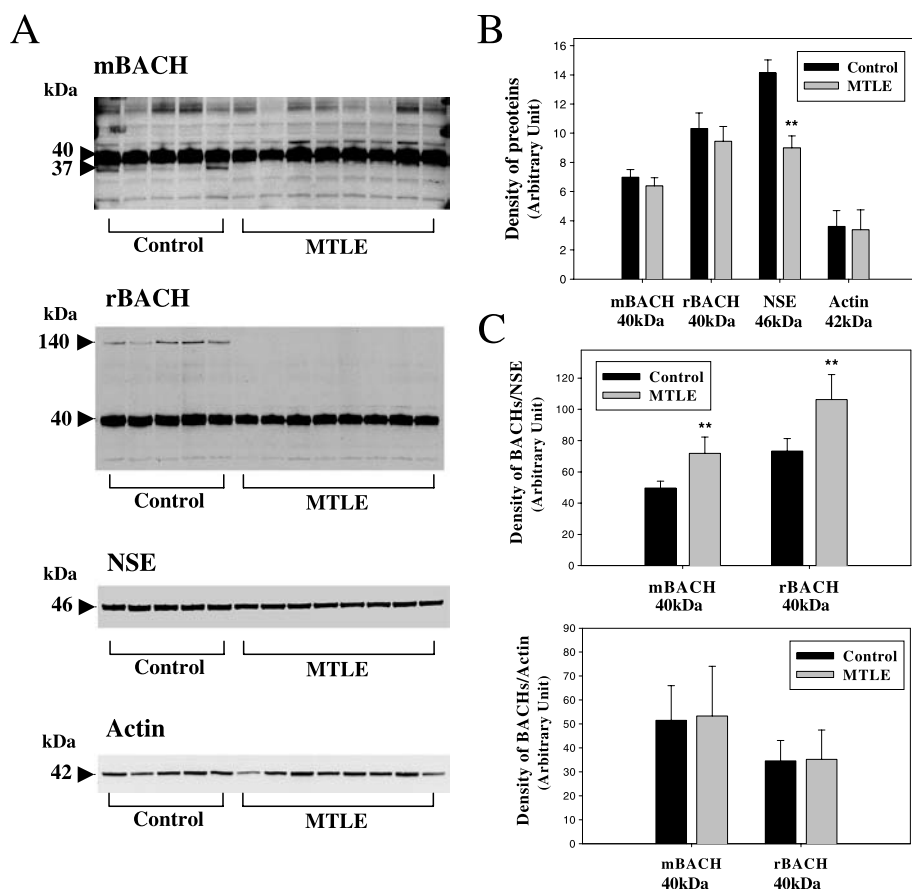 A
mBACH
kDa
40
37
Control MTLE
rBACH
kDa
140
40
Control MTLE
NSE
kDa
46
Control MTLE
Actin
kDa
42
Control MTLE
B
Density of preoteins
(Arbitrary Unit)
16
14
12
10
8
6
4
2
0
Control
MTLE
**
mBACH rBACH NSE Actin
40kDa 40kDa 46kDa 42kDa
C
Density of BACHs/NSE
(Arbitrary Unit)
120
100
80
60
40
20
0
Control
MTLE
**
**
mBACH rBACH
40kDa 40kDa
Density of BACHs/Actin
(Arbitrary Unit)
90
80
70
60
50
40
30
20
10
0
Control
MTLE
mBACH rBACH
40kDa 40kDa